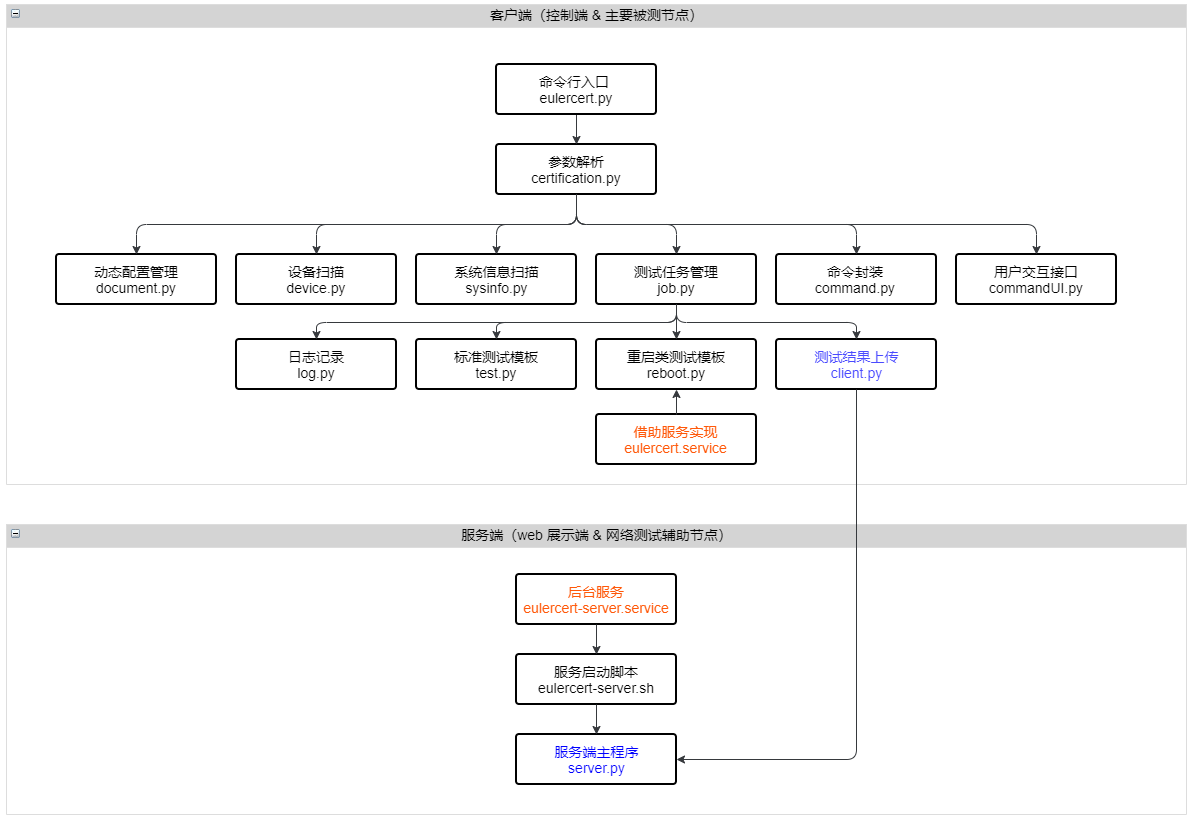 客户端（控制端 & 主要被测节点）
命令行入口
eulercert.py
参数解析
certification.py
动态配置管理
document.py
设备扫描
device.py
系统信息扫描
sysinfo.py
测试任务管理
job.py
命令封装
command.py
用户交互接口
commandUI.py
日志记录
log.py
标准测试模板
test.py
重启类测试模板
reboot.py
测试结果上传
client.py
借助服务实现
eulercert.service
服务端（web 展示端 & 网络测试辅助节点）
后台服务
eulercert-server.service
服务启动脚本
eulercert-server.sh
服务端主程序
server.py